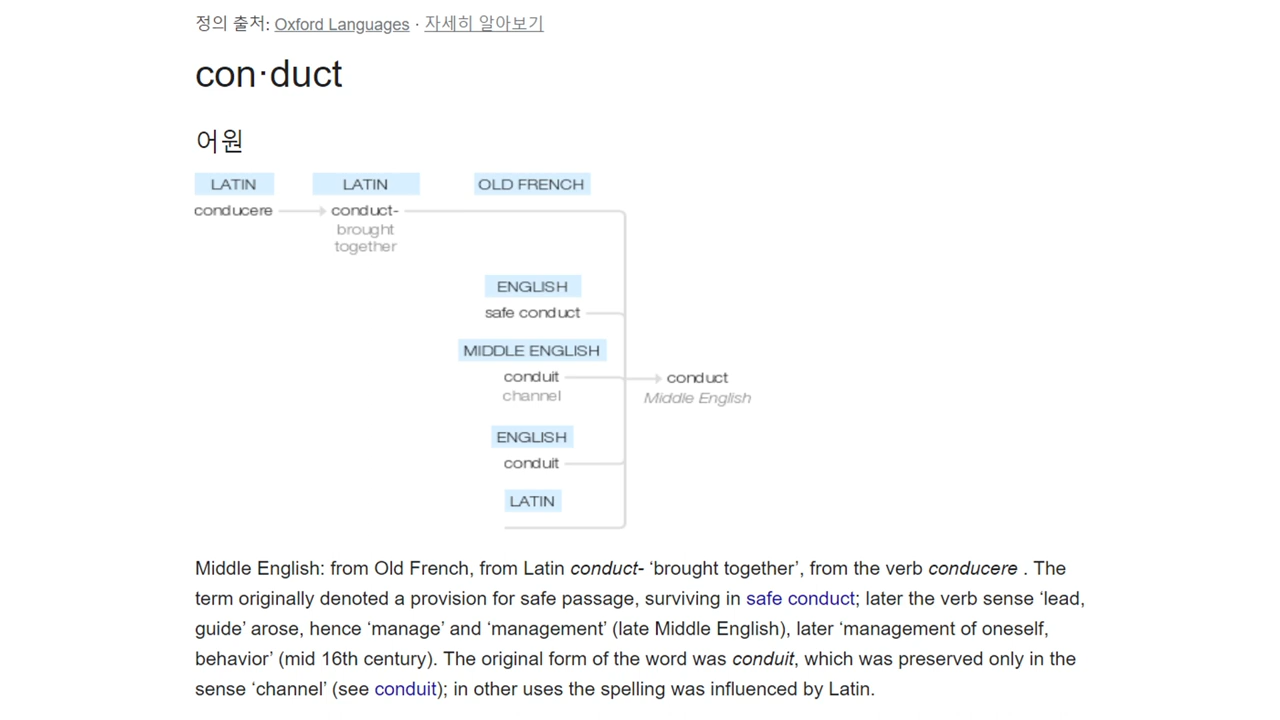 정의 출처: Oxford Languages · 자세히 알아보기
con·duct
어원
LATIN LATIN OLD FRENCH
conducere conduct-
brought
together
ENGLISH
safe conduct
MIDDLE ENGLISH
conduit conduct
channel Middle English
ENGLISH
conduit
LATIN
Middle English: from Old French, from Latin conduct- ‘brought together’, from the verb conducere . The
term originally denoted a provision for safe passage, surviving in safe conduct; later the verb sense ‘lead,
guide’ arose, hence ‘manage’ and ‘management’ (late Middle English), later ‘management of oneself,
behavior’ (mid 16th century). The original form of the word was conduit, which was preserved only in the
sense ‘channel’ (see conduit); in other uses the spelling was influenced by Latin.